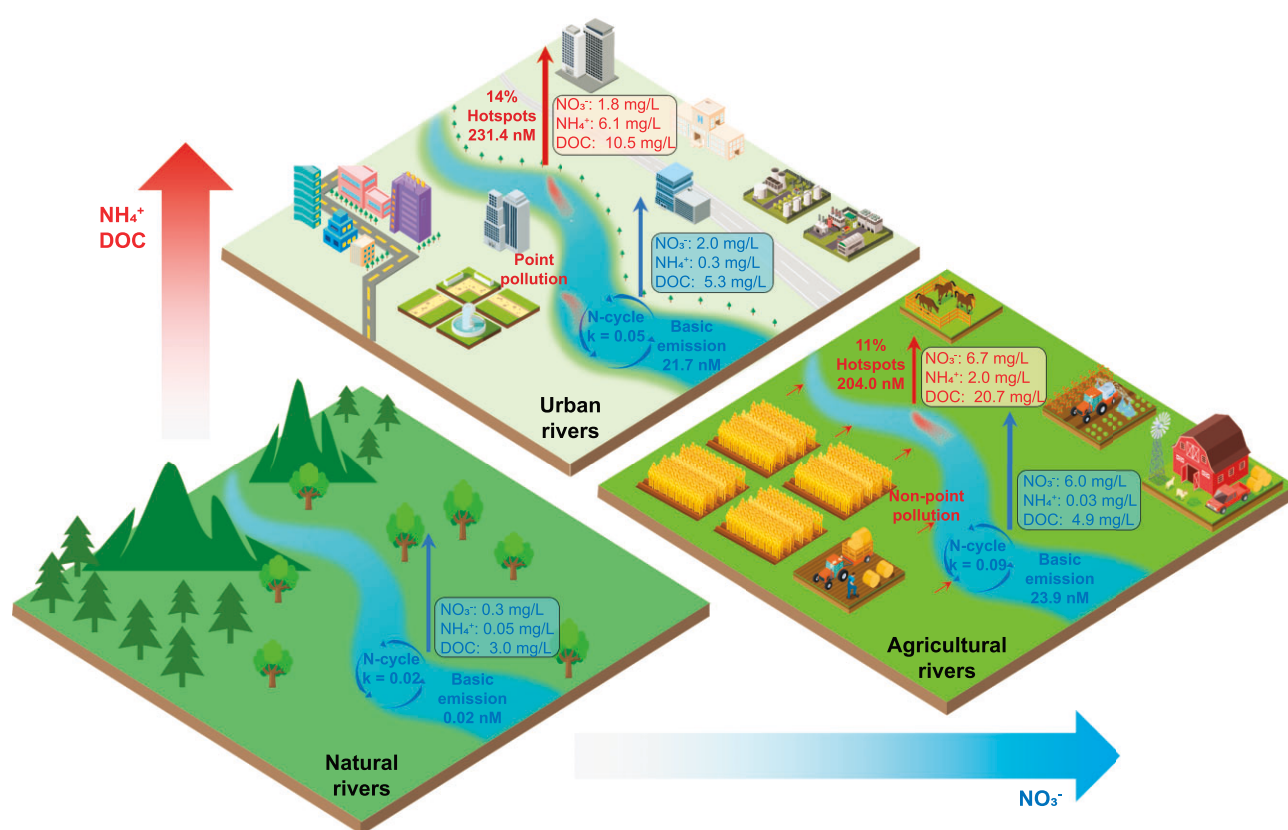 14%
Hotspots
231.4 nM
NO₃⁻: 1.8 mg/L
NH₄⁺: 6.1 mg/L
DOC: 10.5 mg/L
NH₄⁺
DOC
NO₃⁻: 2.0 mg/L
NH₄⁺: 0.3 mg/L
DOC: 5.3 mg/L
Point
pollution
N-cycle
k = 0.05
Basic
emission
21.7 nM
Urban
rivers
11%
Hotspots
204.0 nM
NO₃⁻: 6.7 mg/L
NH₄⁺: 2.0 mg/L
DOC: 20.7 mg/L
NO₃⁻: 6.0 mg/L
NH₄⁺: 0.03 mg/L
DOC: 4.9 mg/L
Non-point
pollution
N-cycle
k = 0.09
Basic
emission
23.9 nM
Agricultural
rivers
NO₃⁻: 0.3 mg/L
NH₄⁺: 0.05 mg/L
DOC: 3.0 mg/L
N-cycle
k = 0.02
Basic
emission
0.02 nM
Natural
rivers
NO₃⁻